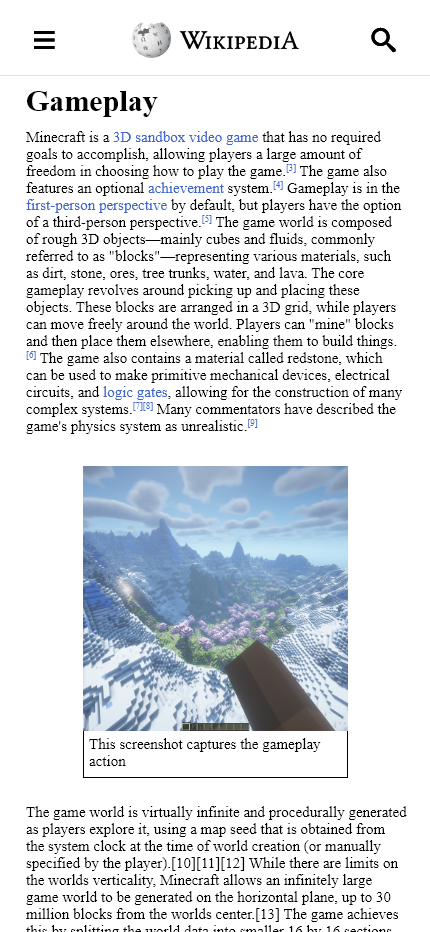 WIKIPEDIA
Gameplay
Minecraft is a 3D sandbox video game that has no required
goals to accomplish, allowing players a large amount of
freedom in choosing how to play the game.[3] The game also
features an optional achievement system.[4] Gameplay is in the
first-person perspective by default, but players have the option
of a third-person perspective.[5] The game world is composed
of rough 3D objects—mainly cubes and fluids, commonly
referred to as "blocks"—representing various materials, such
as dirt, stone, ores, tree trunks, water, and lava. The core
gameplay revolves around picking up and placing these
objects. These blocks are arranged in a 3D grid, while players
can move freely around the world. Players can "mine" blocks
and then place them elsewhere, enabling them to build things.
[6] The game also contains a material called redstone, which
can be used to make primitive mechanical devices, electrical
circuits, and logic gates, allowing for the construction of many
complex systems.[7][8] Many commentators have described the
game's physics system as unrealistic.[9]
This screenshot captures the gameplay
action
The game world is virtually infinite and procedurally generated
as players explore it, using a map seed that is obtained from
the system clock at the time of world creation (or manually
specified by the player).[10][11][12] While there are limits on
the worlds verticality, Minecraft allows an infinitely large
game world to be generated on the horizontal plane, up to 30
million blocks from the worlds center.[13] The game achieves
this by splitting the world data into smaller 16 by 16 sections